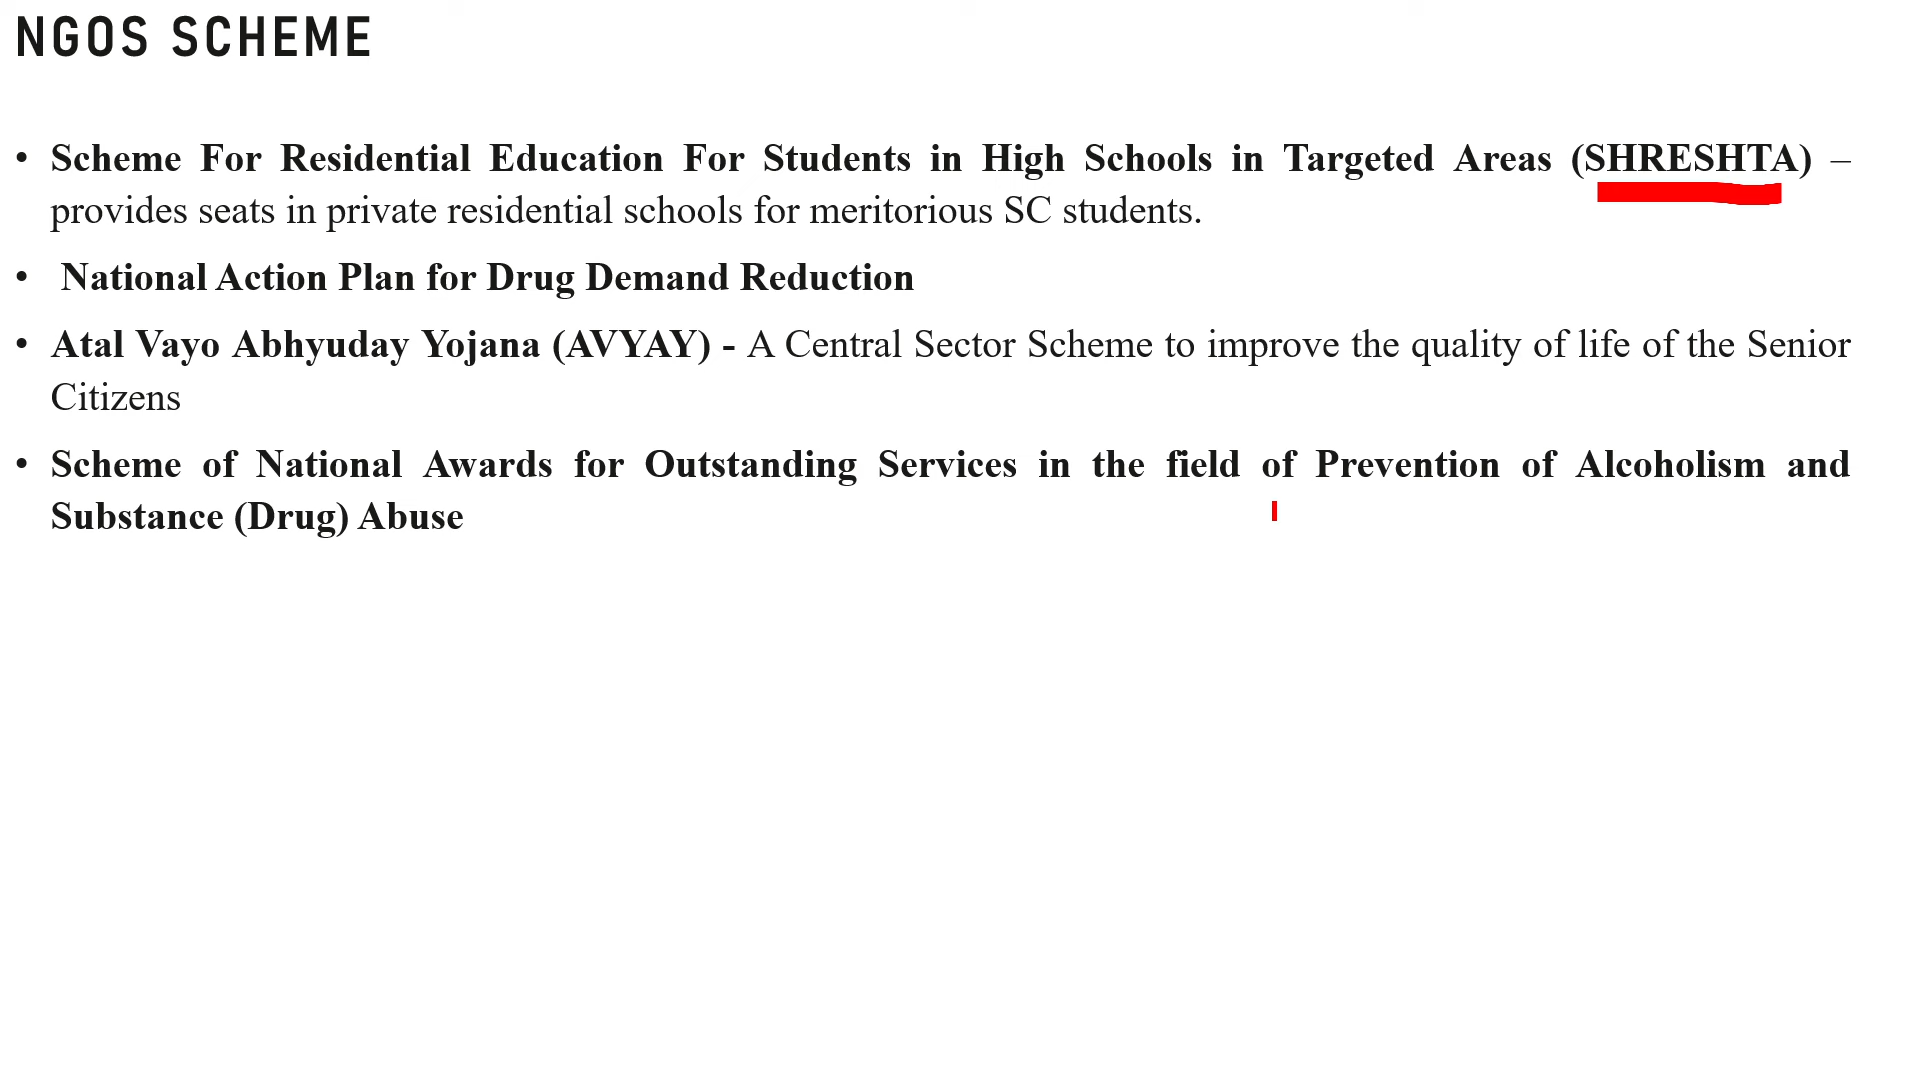 NGOS SCHEME
• Scheme For Residential Education For Students in High Schools in Targeted Areas (SHRESHTA) –
provides seats in private residential schools for meritorious SC students.
• National Action Plan for Drug Demand Reduction
• Atal Vayo Abhyuday Yojana (AVYAY) - A Central Sector Scheme to improve the quality of life of the Senior
Citizens
• Scheme of National Awards for Outstanding Services in the field of Prevention of Alcoholism and
Substance (Drug) Abuse